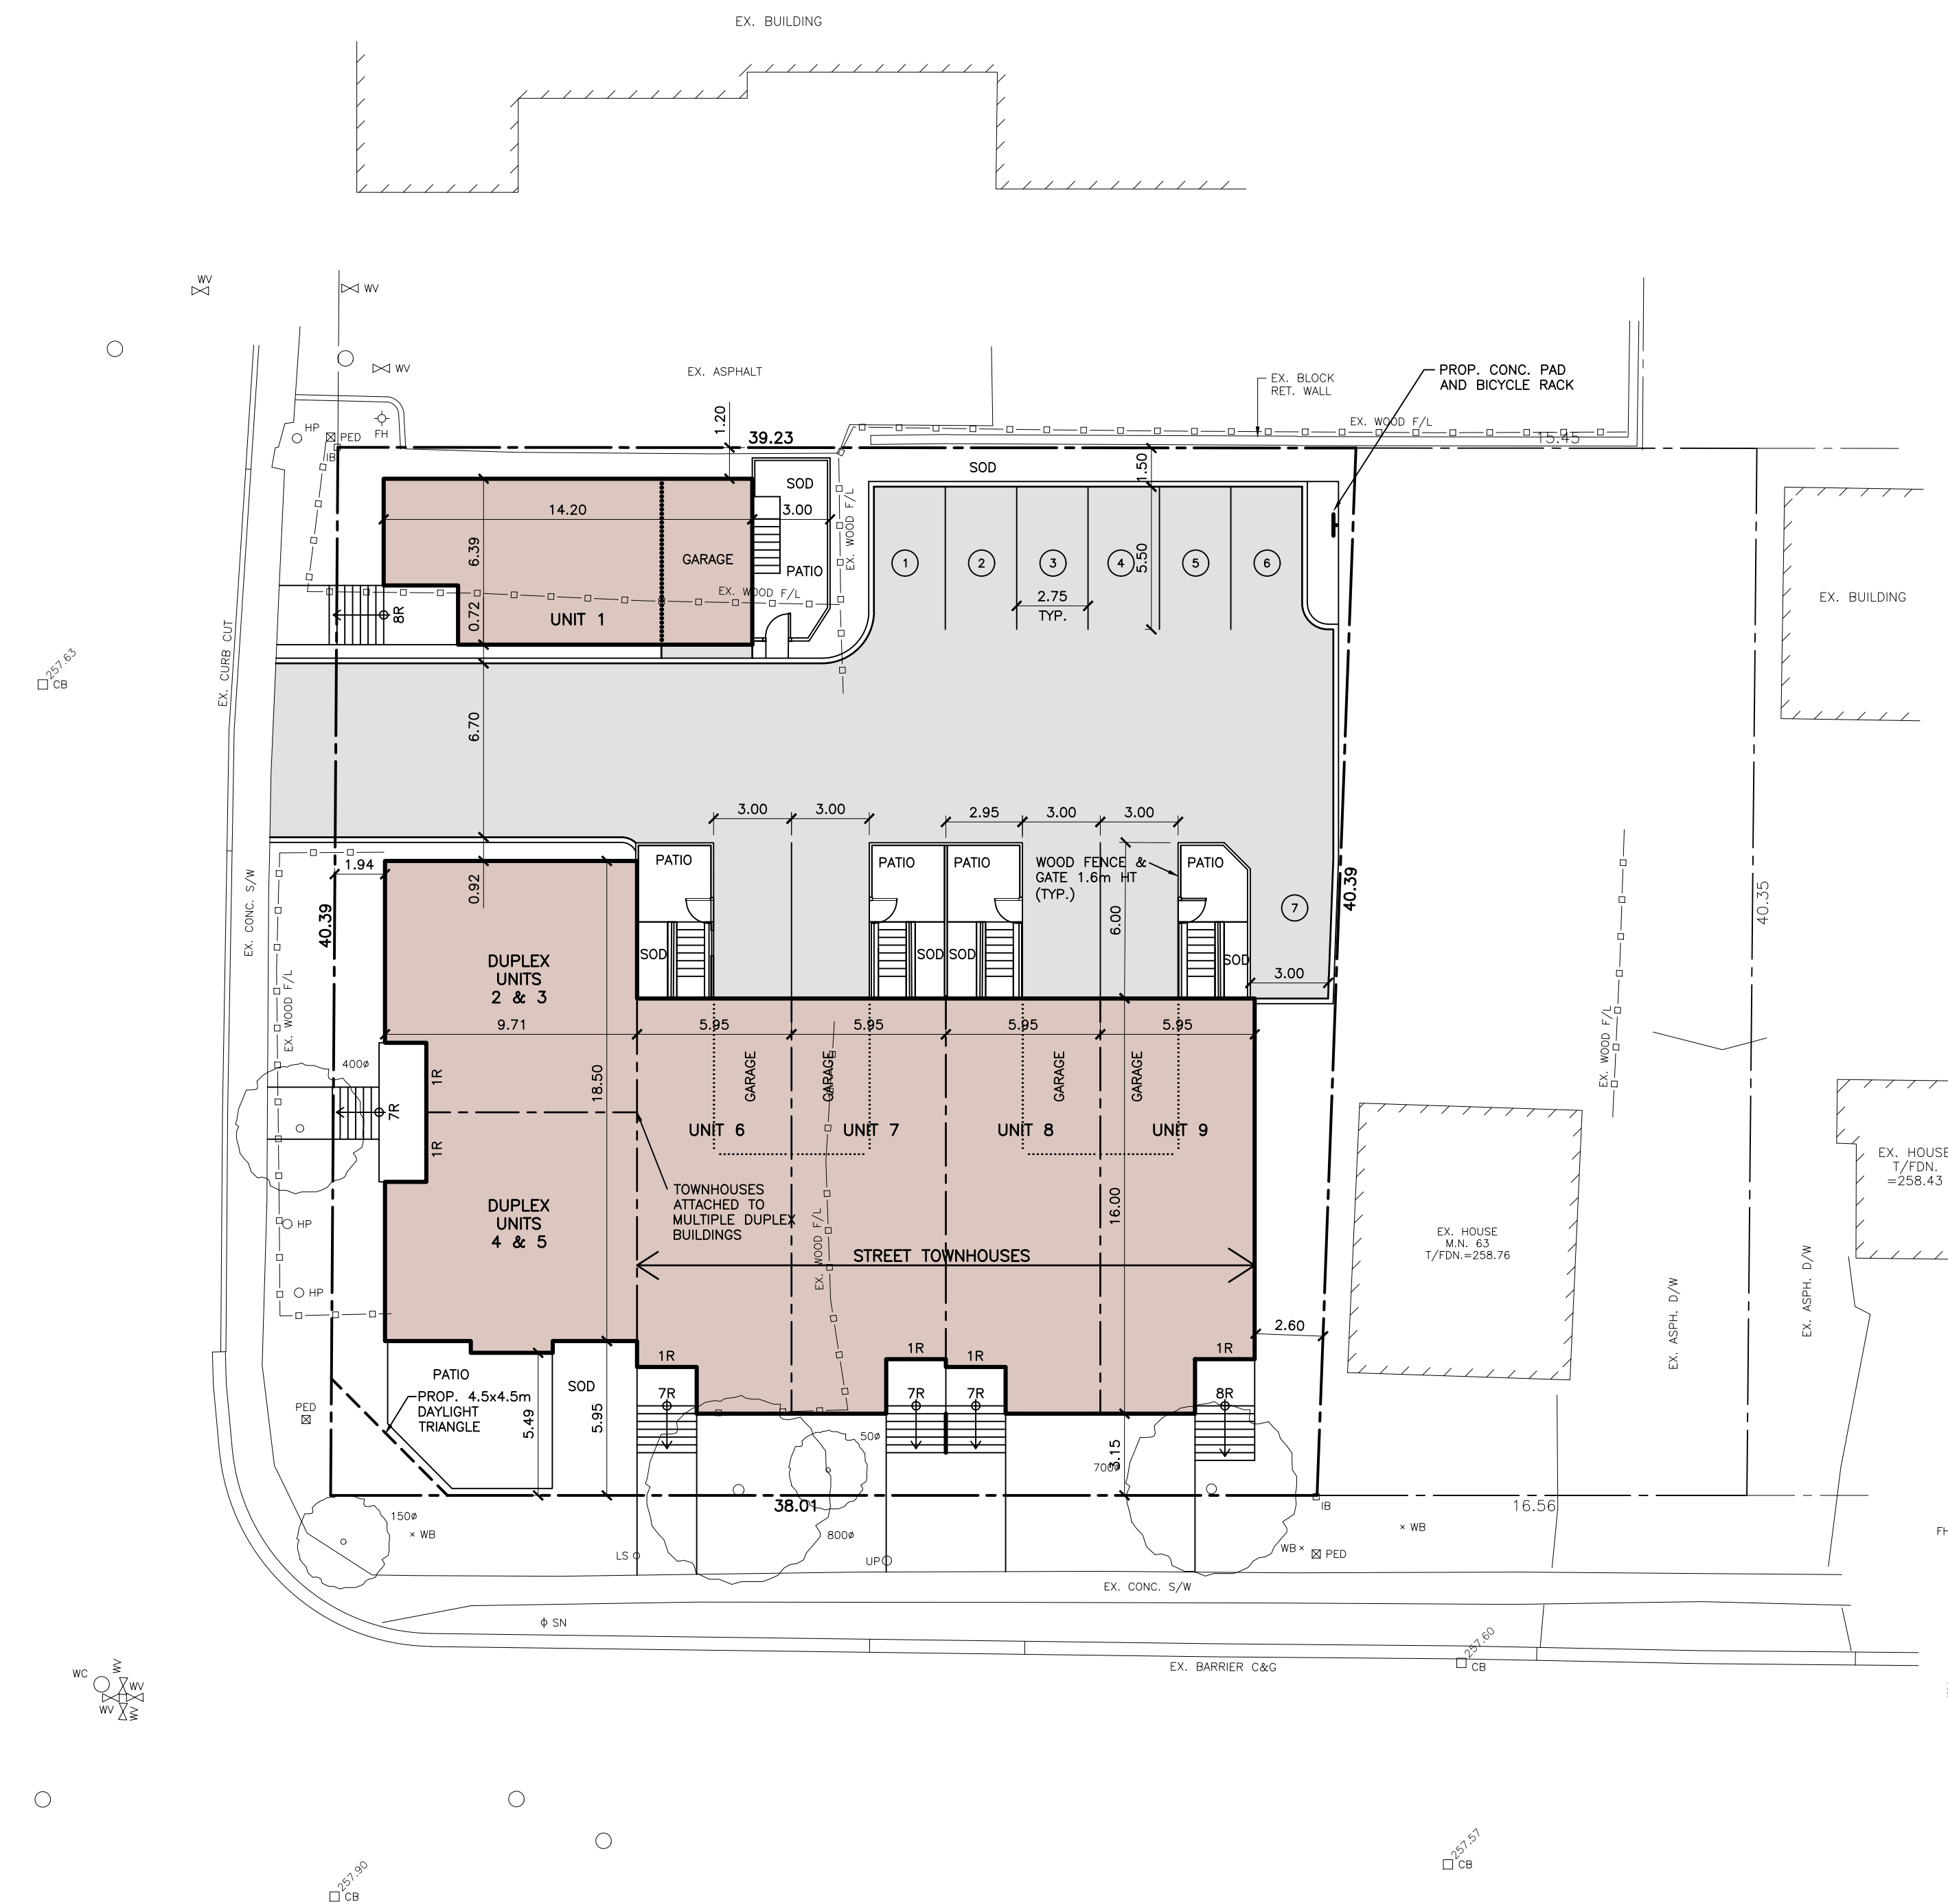 EX. BUILDING
WV
WV
WV
EX. ASPHALT
EX. BLOCK
RET. WALL
PROP. CONC. PAD
AND BICYCLE RACK
EX. WOOD F/L
15.45
HP
PED
FH
IB
1.20
39.23
SOD
1.50
SOD
14.20
3.00
6.39
GARAGE
PATIO
EX. WOOD F/L
EX. WOOD F/L
1
2
3
4
5
6
5.50
2.75
TYP.
8R
0.72
UNIT 1
EX. BUILDING
EX. CURB CUT
257.63
CB
6.70
3.00
3.00
2.95
3.00
3.00
1.94
0.92
PATIO
PATIO
PATIO
WOOD FENCE &
GATE 1.6m HT
(TYP.)
PATIO
40.39
40.39
40.35
EX. CONC. S/W
7
6.00
SOD
SOD
SOD
SOD
3.00
DUPLEX
UNITS
2 & 3
EX. WOOD F/L
9.71
5.95
5.95
5.95
5.95
400ø
1R
18.50
GARAGE
GARAGE
GARAGE
GARAGE
EX. WOOD F/L
7R
1R
UNIT 6
UNIT 7
UNIT 8
UNIT 9
TOWNHOUSES
ATTACHED TO
MULTIPLE DUPLEX
BUILDINGS
16.00
DUPLEX
UNITS
4 & 5
HP
HP
EX. WOOD F/L
STREET TOWNHOUSES
EX. HOUSE
M.N. 63
T/FDN.=258.76
EX. HOUSE
T/FDN.
=258.43
EX. ASPH. D/W
EX. ASPH. D/W
2.60
1R
1R
1R
1R
PATIO
SOD
PROP. 4.5x4.5m
DAYLIGHT
TRIANGLE
PED
5.49
5.95
7R
7R
7R
8R
50ø
700ø
3.15
38.01
IB
16.56
150ø
WB
800ø
LS
UP
WB
PED
WB
FH
EX. CONC. S/W
SN
EX. BARRIER C&G
257.60
CB
WC
WV
WV
WV
WV
257.57
CB
257.90
CB